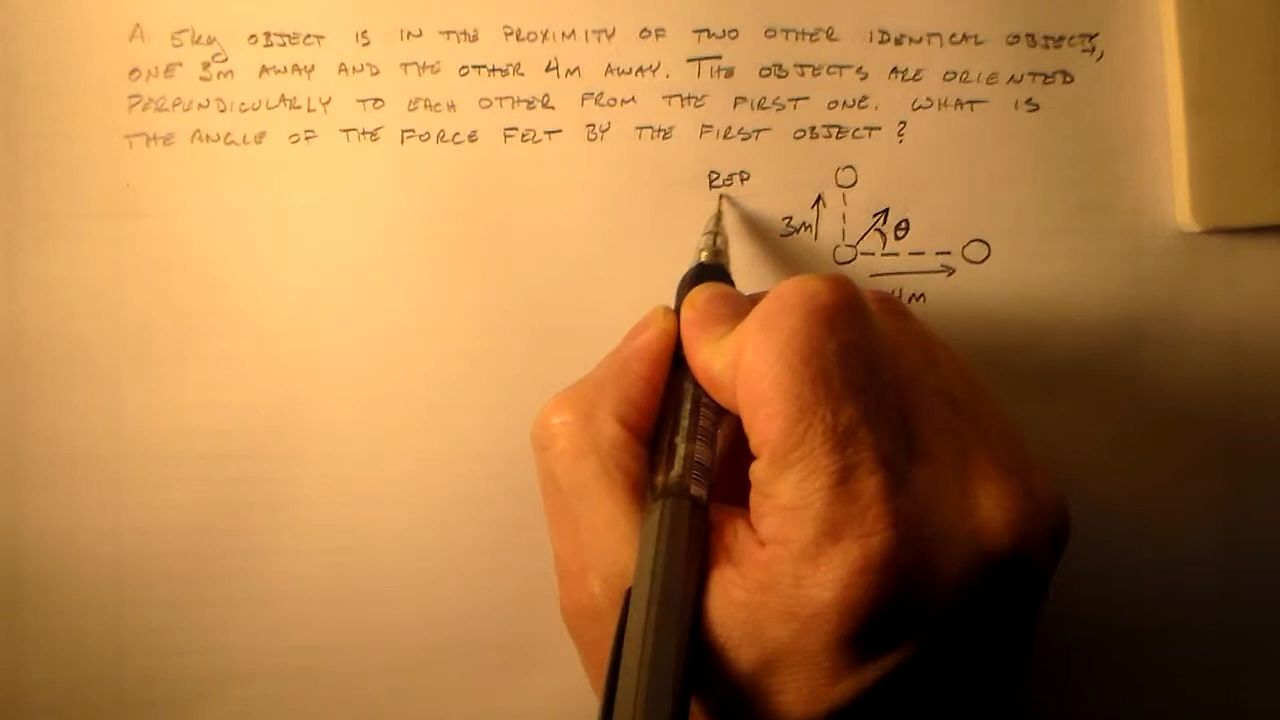 A 5kg OBJECT IS IN THE PROXIMITY OF TWO OTHER IDENTICAL OBJECTS,
ONE 3m AWAY AND THE OTHER 4m AWAY. THE OBJECTS ARE ORIENTED
PERPENDICULARLY TO EACH OTHER FROM THE FIRST ONE. WHAT IS
THE ANGLE OF THE FORCE FELT BY THE FIRST OBJECT?
REP
3m θ
4m